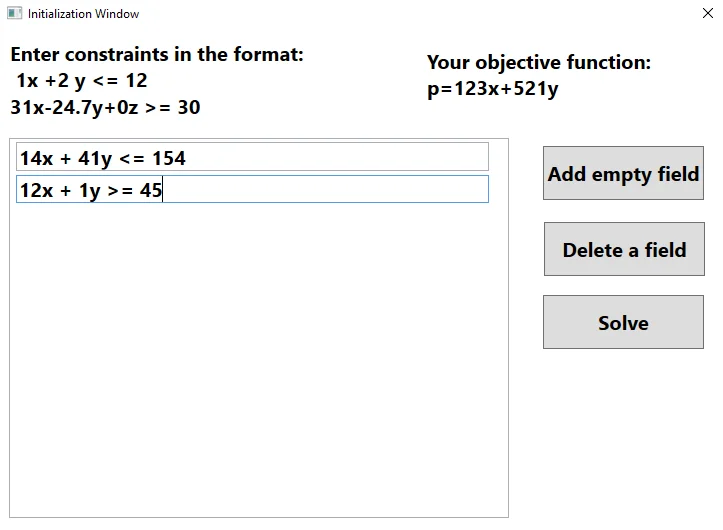 Initialization Window
Enter constraints in the format:
1x +2 y <= 12
31x-24.7y+0z >= 30
Your objective function:
p=123x+521y
14x + 41y <= 154
12x + 1y >= 45
Add empty field
Delete a field
Solve